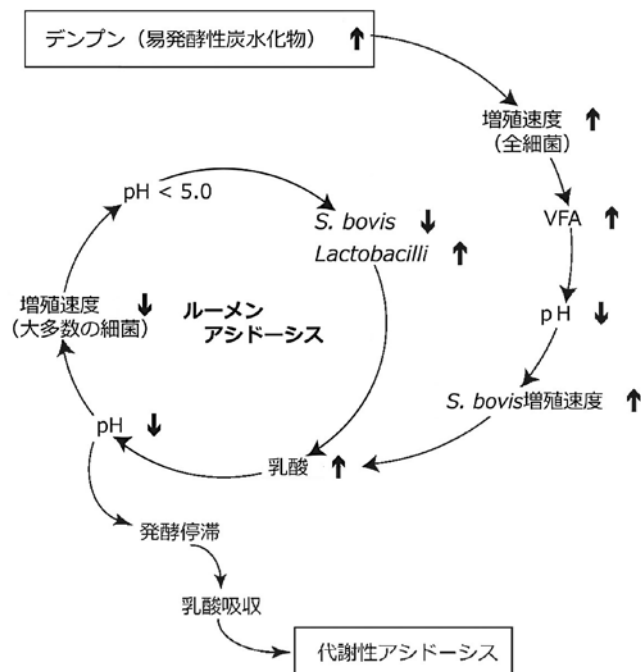 デンプン（易発酵性炭水化物） ↑
増殖速度 ↑
（全細菌）
VFA ↑
pH ↓
S. bovis増殖速度 ↑
乳酸 ↑
pH ↓
増殖速度 ↓
（大多数の細菌）
pH < 5.0
S. bovis ↓
Lactobacilli ↑
ルーメン
アシドーシス
発酵停滞
乳酸吸収
代謝性アシドーシス